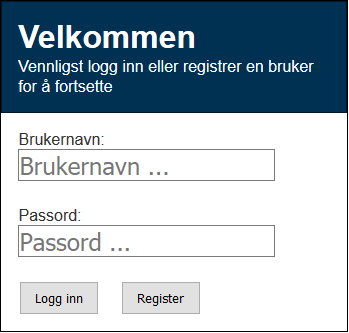 Velkommen
Vennligst logg inn eller registrer en bruker
for å fortsette
Brukernavn:
Brukernavn ...
Passord:
Passord ...
Logg inn Register